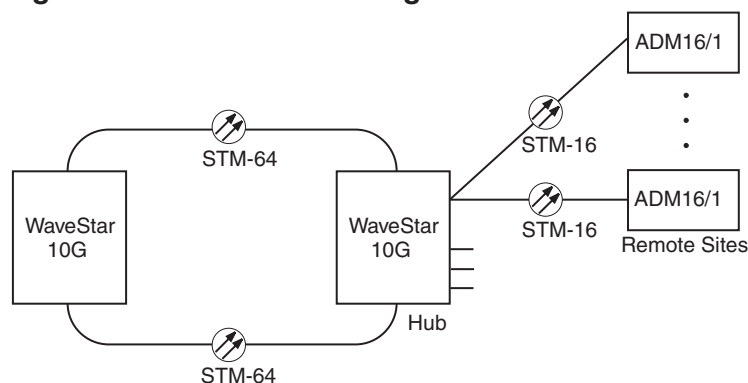 STM-64
ADM16/1
STM-16
WaveStar
10G
WaveStar
10G
ADM16/1
STM-16
Remote Sites
Hub
STM-64